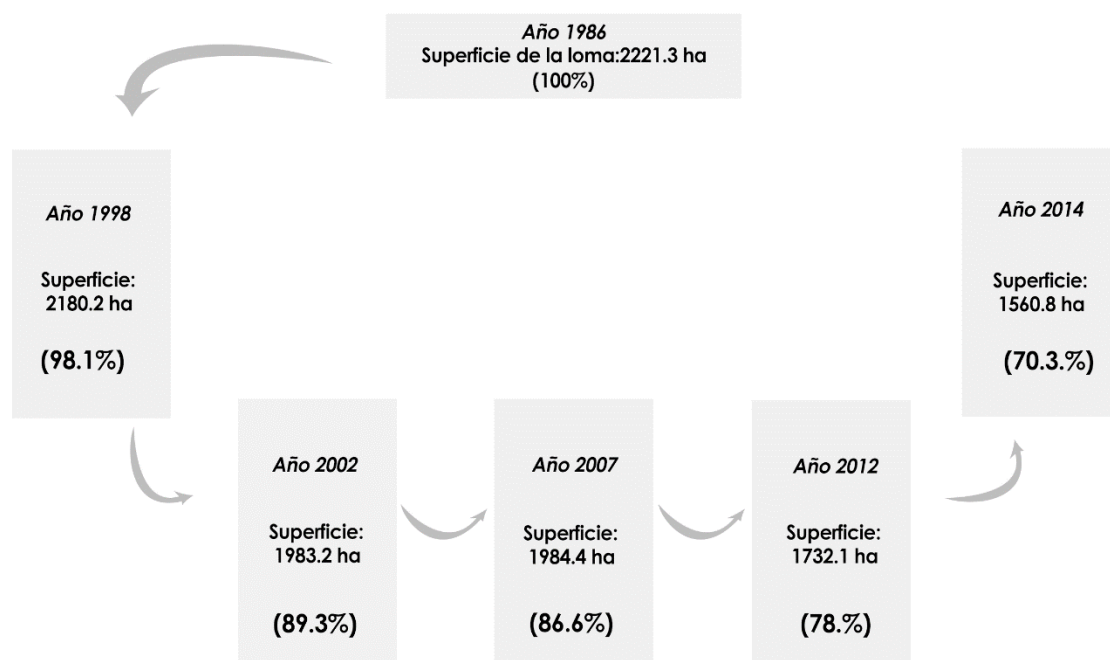 Año 1986
Superficie de la loma:2221.3 ha
(100%)
Año 1998
Superficie:
2180.2 ha
(98.1%)
Año 2002
Superficie:
1983.2 ha
(89.3%)
Año 2007
Superficie:
1984.4 ha
(86.6%)
Año 2012
Superficie:
1732.1 ha
(78.%)
Año 2014
Superficie:
1560.8 ha
(70.3.%)